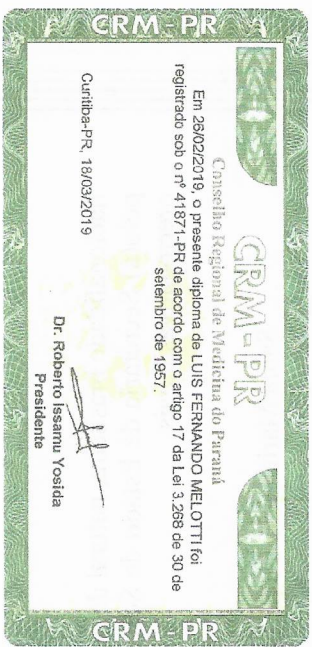 CRM-PR
CRM-PR
Conselho Regional de Medicina do Paraná
Em 26/02/2019, o presente diploma de LUIS FERNANDO MELOTTI foi
registrado sob o nº 41871-PR de acordo com o artigo 17 da Lei 3.268 de 30 de
setembro de 1957.
Curitiba-PR, 18/03/2019
Dr. Roberto Issamu Yosida
Presidente
CRM-PR